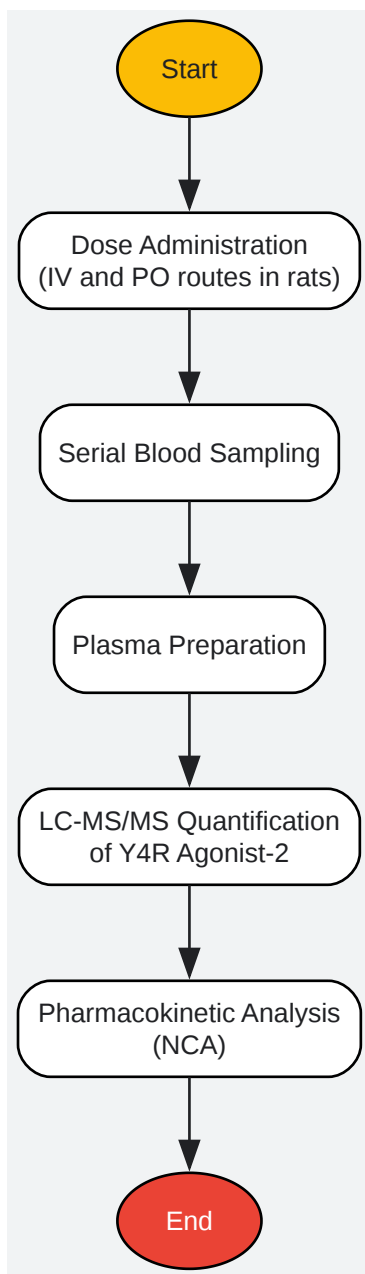 Start
Dose Administration
(IV and PO routes in rats)
Serial Blood Sampling
Plasma Preparation
LC-MS/MS Quantification
of Y4R Agonist-2
Pharmacokinetic Analysis
(NCA)
End